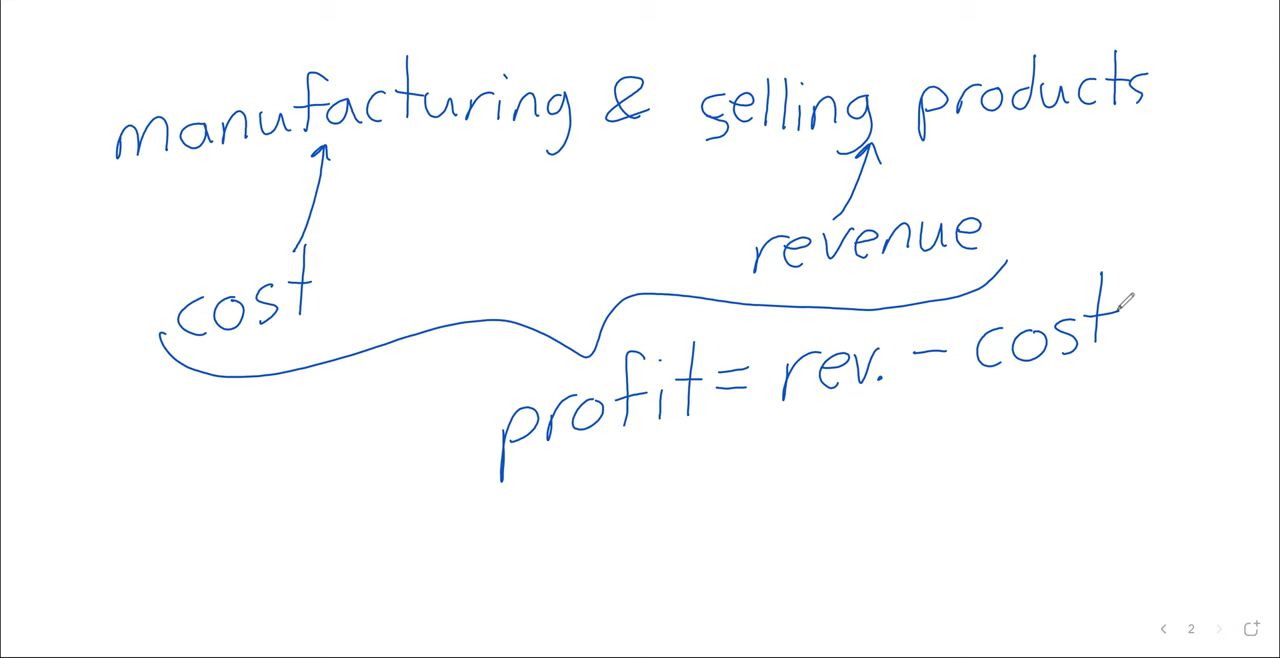 manufacturing & selling products
revenue
cost
profit = rev. - cost
2